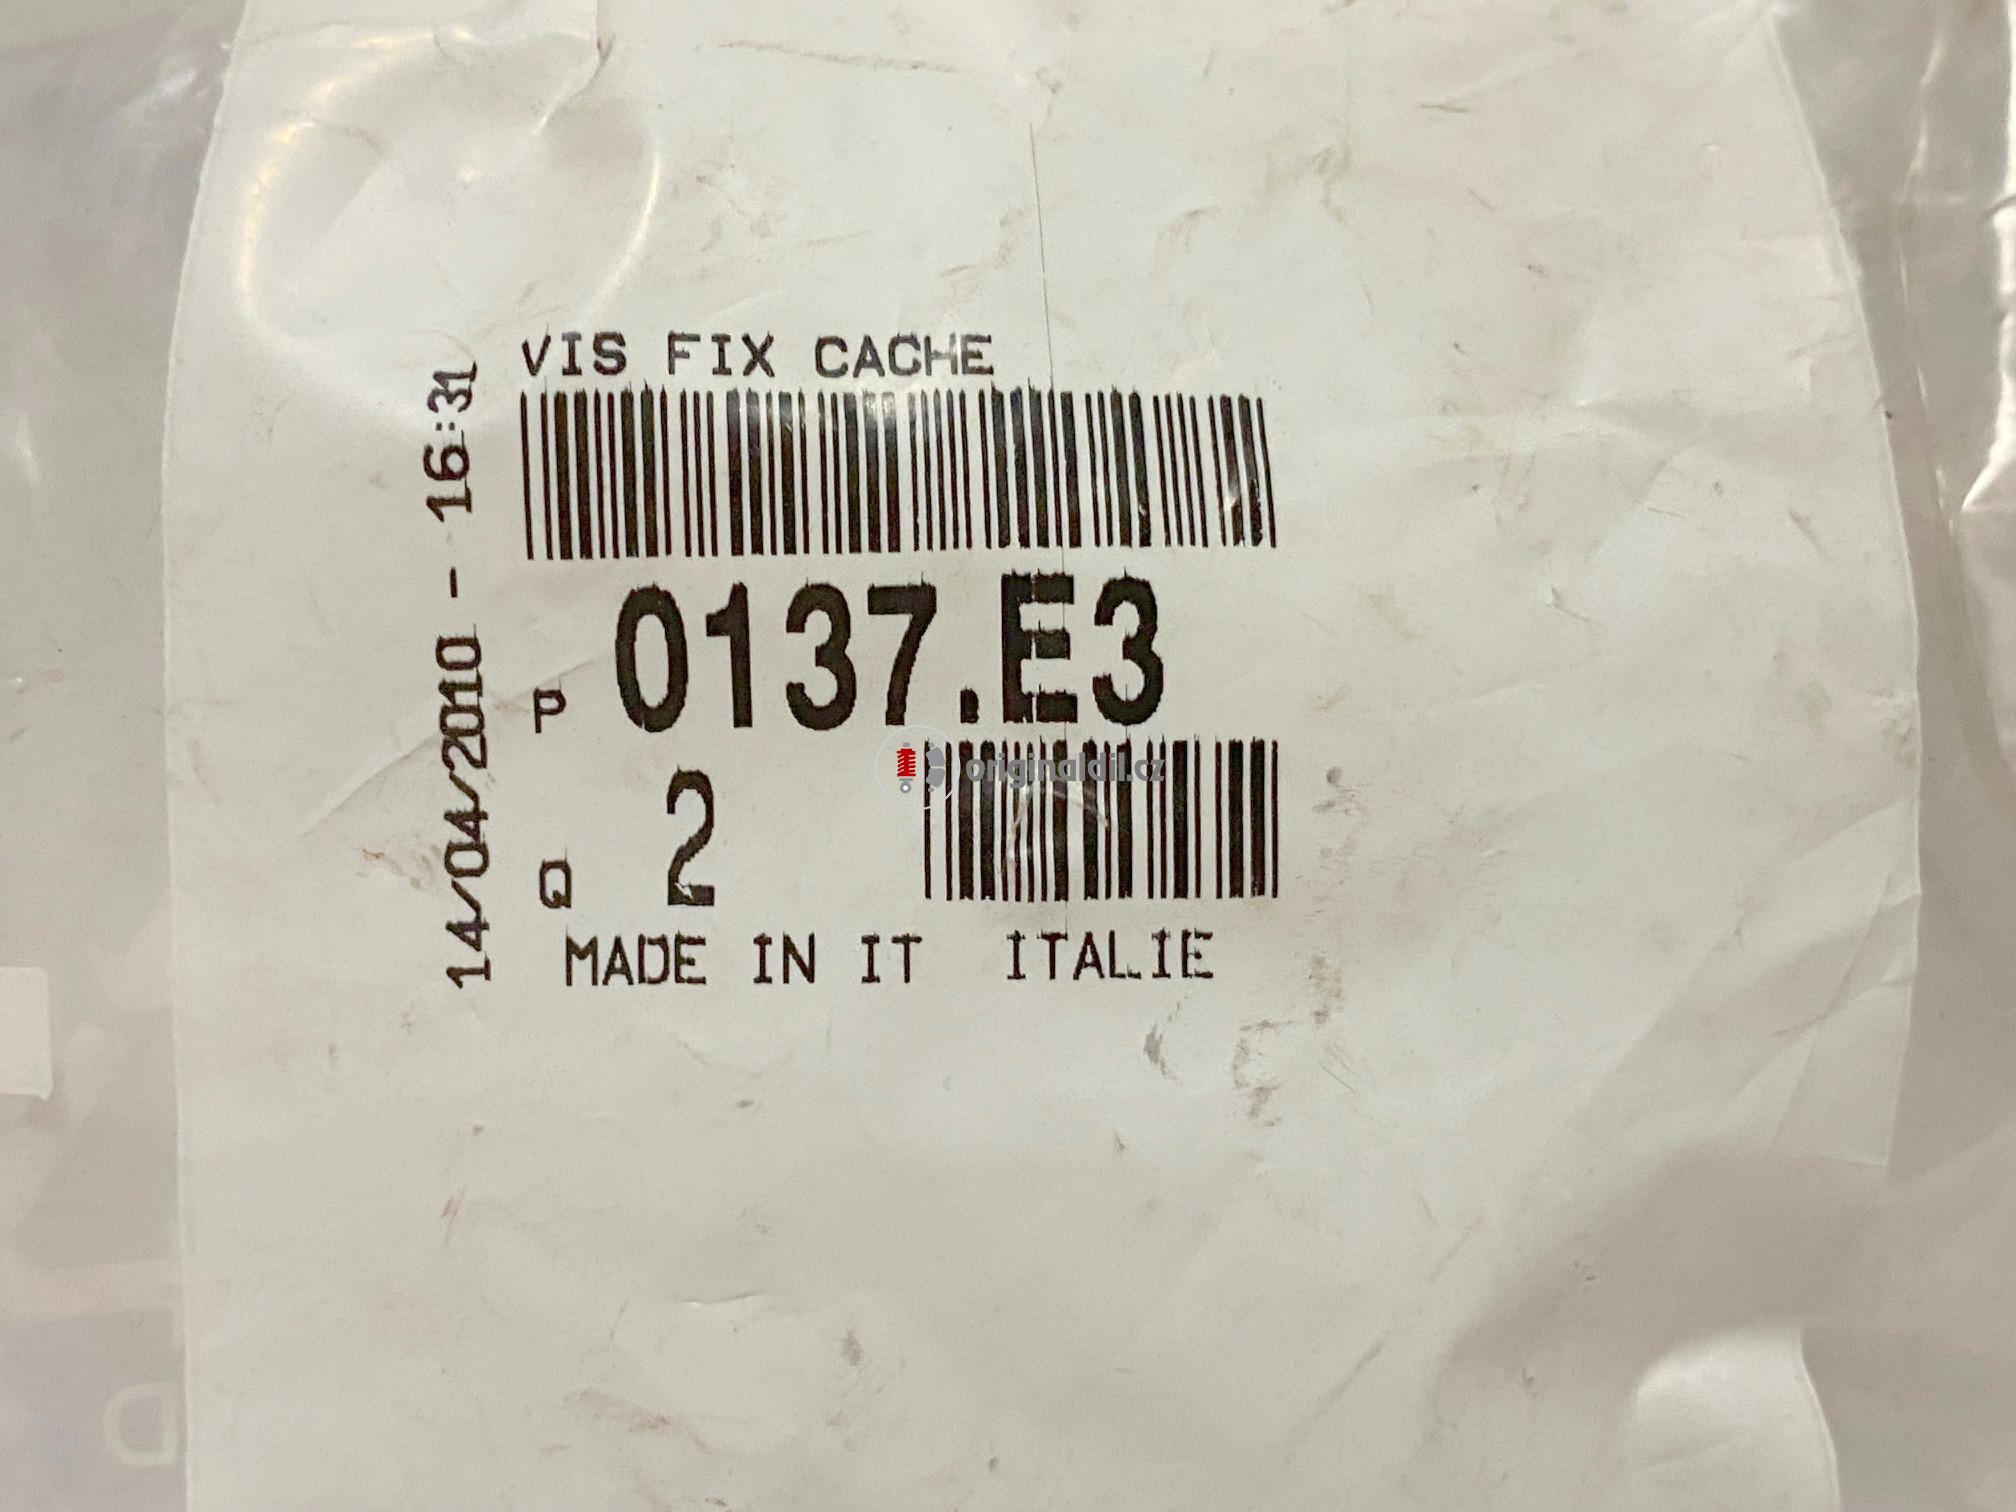 VIS FIX CACHE
14/04/2010 - 16:31
P 0137.E3
originaldil.cz
Q 2
MADE IN IT ITALIE